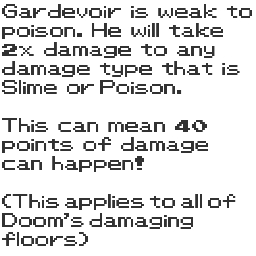 Gardevoir is weak to
poison. He will take
2x damage to any
damage type that is
Slime or Poison.
This can mean 40
points of damage
can happen!
(This applies to all of
Doom's damaging
floors)